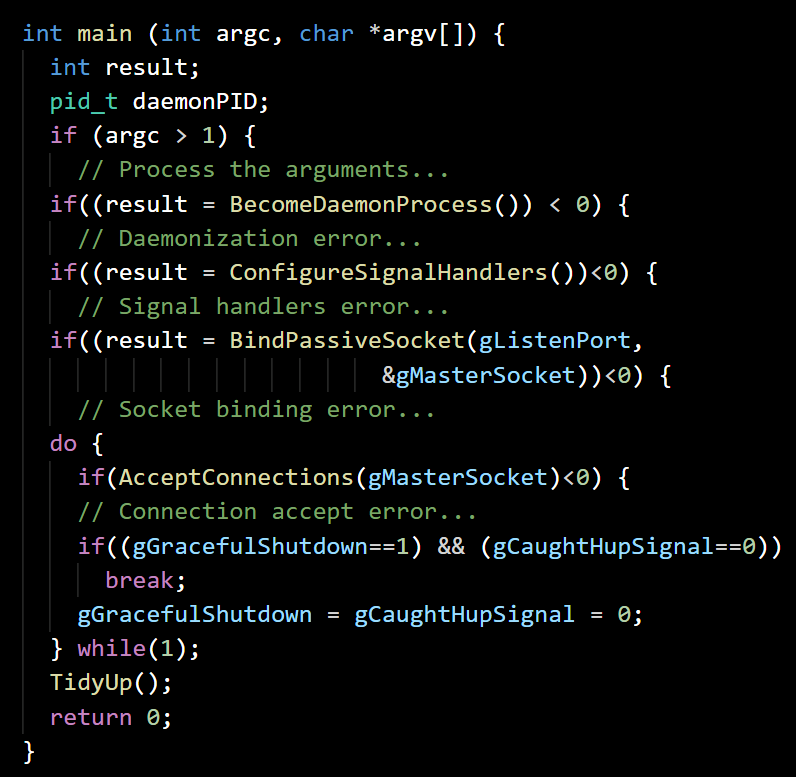 int main (int argc, char *argv[]) {
  int result;
  pid_t daemonPID;
  if (argc > 1) {
    // Process the arguments...
  if((result = BecomeDaemonProcess()) < 0) {
    // Daemonization error...
  if((result = ConfigureSignalHandlers())<0) {
    // Signal handlers error...
  if((result = BindPassiveSocket(gListenPort,
                          &gMasterSocket))<0) {
    // Socket binding error...
  do {
    if(AcceptConnections(gMasterSocket)<0) {
    // Connection accept error...
    if((gGracefulShutdown==1) && (gCaughtHupSignal==0))
      break;
    gGracefulShutdown = gCaughtHupSignal = 0;
  } while(1);
  TidyUp();
  return 0;
}